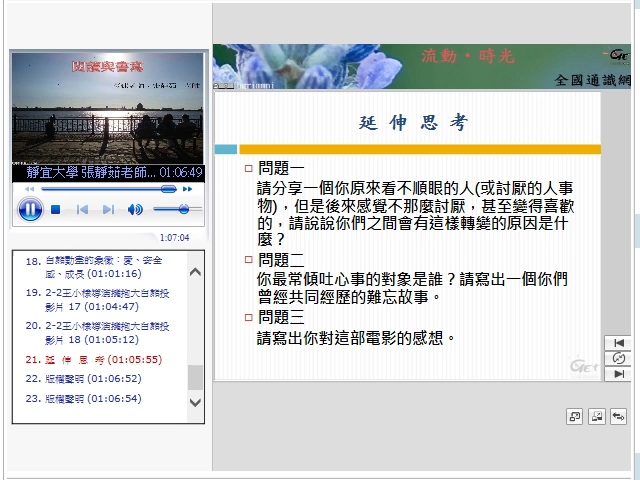 閱讀與書寫
靜宜大學 張靜茹老師... 01:06:49
1:07:04
18. 自然動畫的象徵：愛、安全
感、成長 (01:01:16)
19. 2-2王小棣導演擁抱大白熊投
影片 17 (01:04:47)
20. 2-2王小棣導演擁抱大白熊投
影片 18 (01:05:12)
21. 延 伸 思 考 (01:05:55)
22. 版權聲明 (01:06:52)
23. 版權聲明 (01:06:54)
流動・時光
全國通識網
延 伸 思 考
問題一
請分享一個你原來看不順眼的人(或討厭的人事
物)，但是後來感覺不那麼討厭，甚至變得喜歡
的，請說說你們之間會有這樣轉變的原因是什
麼？
問題二
你最常傾吐心事的對象是誰？請寫出一個你們
曾經共同經歷的難忘故事。
問題三
請寫出你對這部電影的感想。